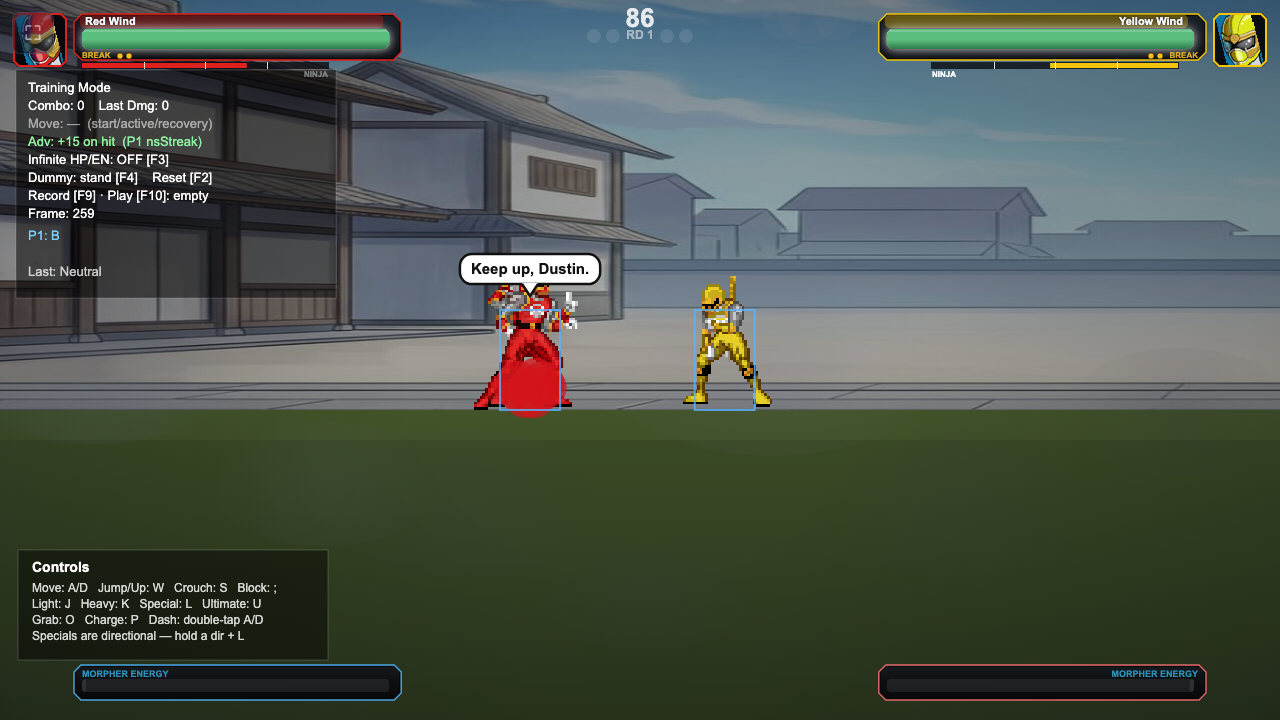 Red Wind
86
RD 1
Yellow Wind
BREAK
BREAK
NINJA
NINJA
Training Mode
Combo: 0 Last Dmg: 0
Move: — (start/active/recovery)
Adv: +15 on hit (P1 nsStreak)
Infinite HP/EN: OFF [F3]
Dummy: stand [F4] Reset [F2]
Record [F9] · Play [F10]: empty
Frame: 259
P1: B
Last: Neutral
Keep up, Dustin.
Controls
Move: A/D Jump/Up: W Crouch: S Block: ;
Light: J Heavy: K Special: L Ultimate: U
Grab: O Charge: P Dash: double-tap A/D
Specials are directional — hold a dir + L
MORPHER ENERGY
MORPHER ENERGY